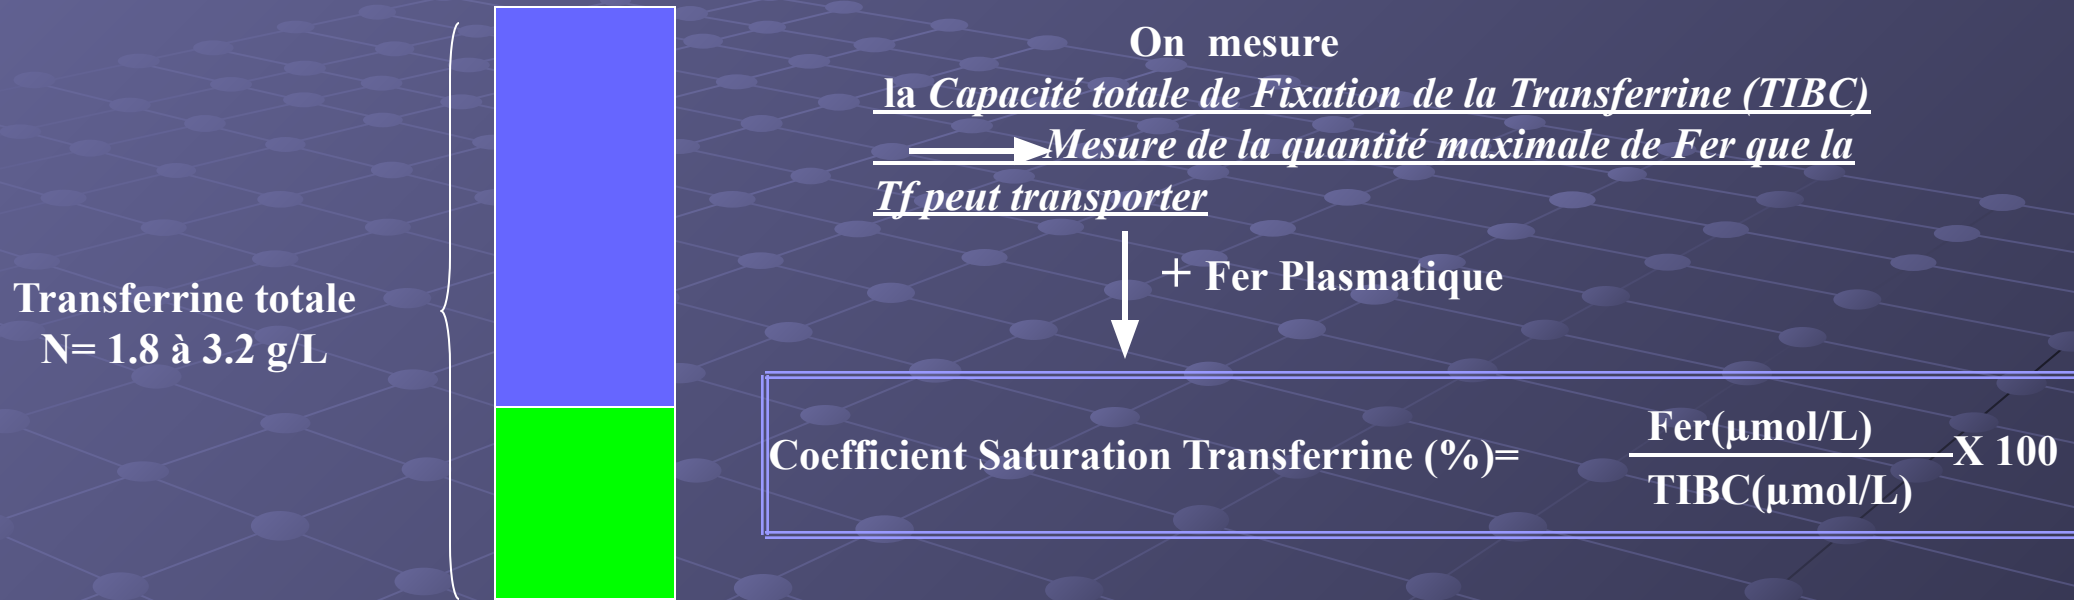 Transferrine totale
N= 1.8 à 3.2 g/L
On mesure
la Capacité totale de Fixation de la Transferrine (TIBC)
Mesure de la quantité maximale de Fer que la
Tf peut transporter
+ Fer Plasmatique
Coefficient Saturation Transferrine (%)=
Fer(µmol/L)
X 100
TIBC(µmol/L)